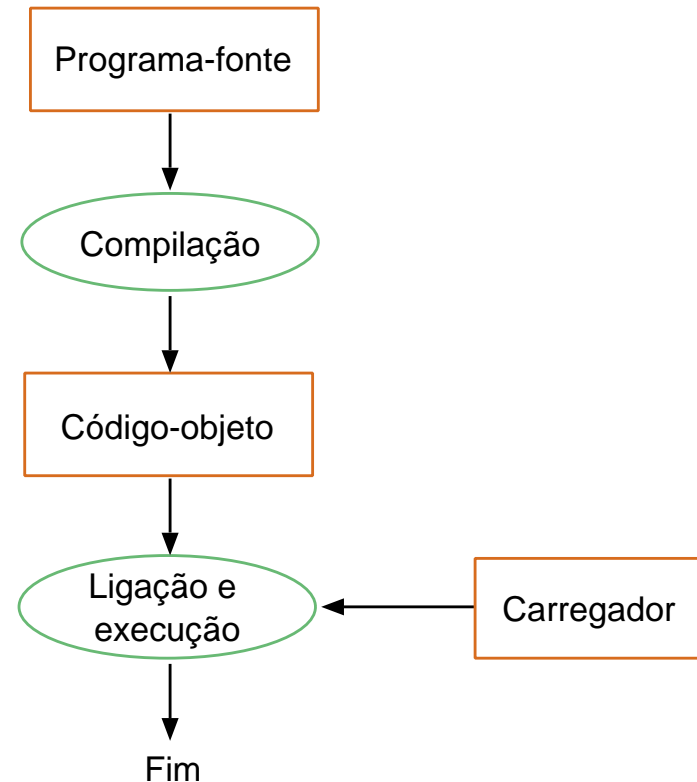 Programa-fonte
Compilação
Código-objeto
Ligação e
execução
Carregador
Fim